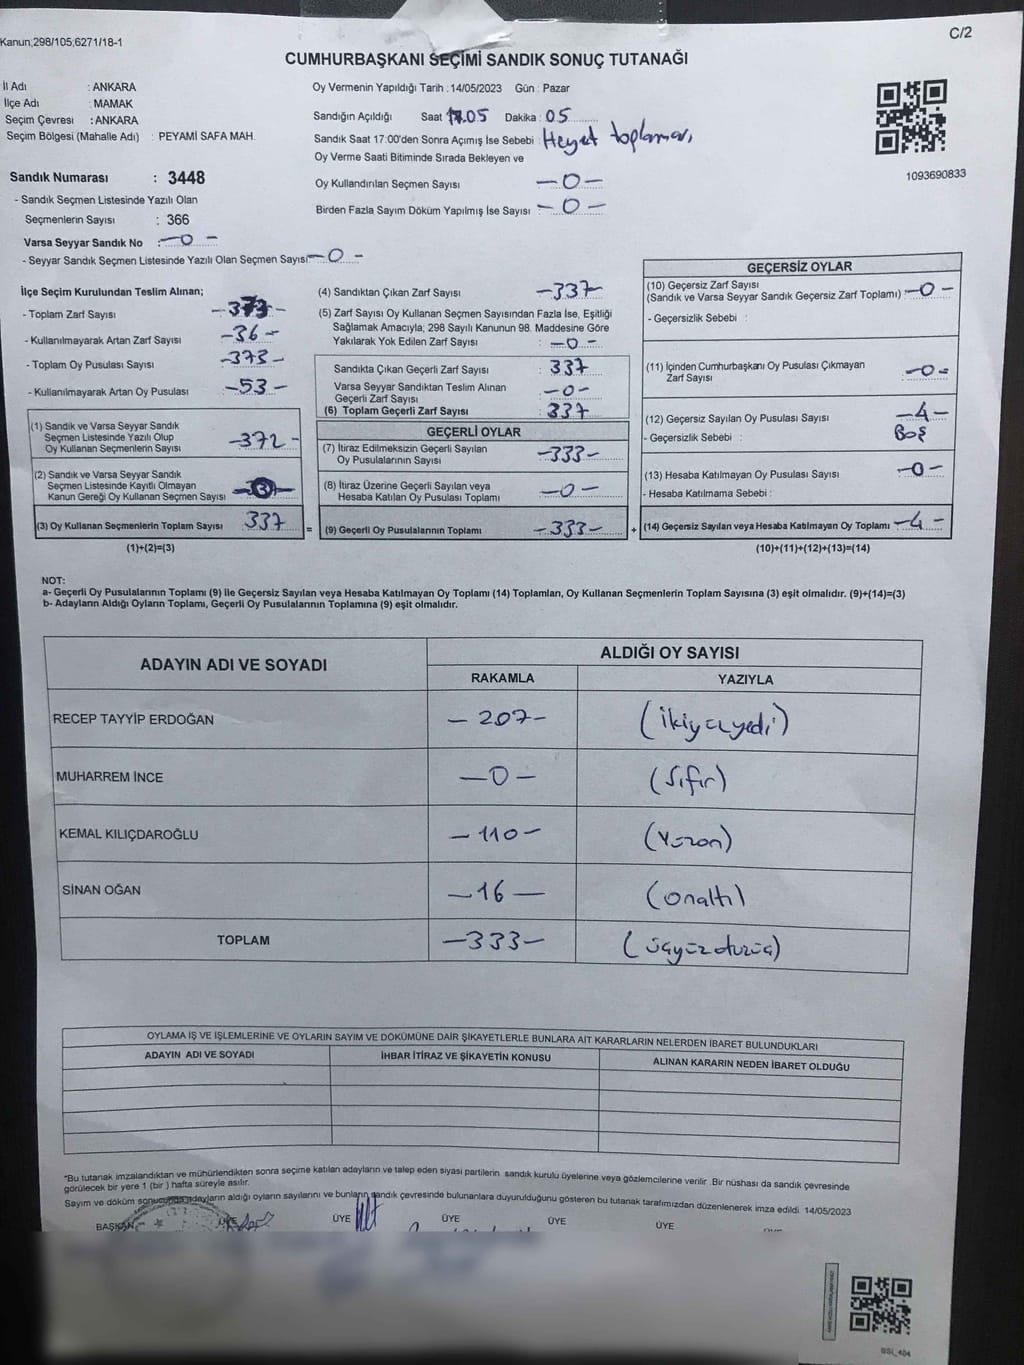 Kanun;298/105;6271/18-1
C/2
CUMHURBAŞKANI SEÇİMİ SANDIK SONUÇ TUTANAĞI
İl Adı : ANKARA
İlçe Adı : MAMAK
Seçim Çevresi : ANKARA
Seçim Bölgesi (Mahalle Adı) : PEYAMİ SAFA MAH.
Sandık Numarası : 3448
- Sandık Seçmen Listesinde Yazılı Olan
Seçmenlerin Sayısı : 366
Varsa Seyyar Sandık No : -0-
- Seyyar Sandık Seçmen Listesinde Yazılı Olan Seçmen Sayısı -0-
Oy Vermenin Yapıldığı Tarih : 14/05/2023 Gün : Pazar
Sandığın Açıldığı Saat 17.05 Dakika : 05
Sandık Saat 17:00'den Sonra Açımış İse Sebebi : Heyet toplaması
Oy Verme Saati Bitiminde Sırada Bekleyen ve
Oy Kullandırılan Seçmen Sayısı -0-
Birden Fazla Sayım Döküm Yapılmış İse Sayısı : -0-
1093690833
İlçe Seçim Kurulundan Teslim Alınan;
- Toplam Zarf Sayısı -373-
- Kullanılmayarak Artan Zarf Sayısı -36-
- Toplam Oy Pusulası Sayısı -373-
- Kullanılmayarak Artan Oy Pusulası -53-
(1) Sandık ve Varsa Seyyar Sandık
Seçmen Listesinde Yazılı Olup
Oy Kullanan Seçmenlerin Sayısı -372-
(2) Sandık ve Varsa Seyyar Sandık
Seçmen Listesinde Kayıtlı Olmayan
Kanun Gereği Oy Kullanan Seçmen Sayısı
(3) Oy Kullanan Seçmenlerin Toplam Sayısı 337 =
(1)+(2)=(3)
(4) Sandıktan Çıkan Zarf Sayısı -337-
(5) Zarf Sayısı Oy Kullanan Seçmen Sayısından Fazla İse, Eşitliği
Sağlamak Amacıyla; 298 Sayılı Kanunun 98. Maddesine Göre
Yakılarak Yok Edilen Zarf Sayısı : -0-
Sandıkta Çıkan Geçerli Zarf Sayısı : 337
Varsa Seyyar Sandıktan Teslim Alınan
Geçerli Zarf Sayısı : -0-
(6) Toplam Geçerli Zarf Sayısı : 337
GEÇERLİ OYLAR
(7) İtiraz Edilmeksizin Geçerli Sayılan
Oy Pusulalarının Sayısı -333-
(8) İtiraz Üzerine Geçerli Sayılan veya
Hesaba Katılan Oy Pusulası Toplamı -0-
(9) Geçerli Oy Pusulalarının Toplamı -333- +
GEÇERSİZ OYLAR
(10) Geçersiz Zarf Sayısı
(Sandık ve Varsa Seyyar Sandık Geçersiz Zarf Toplamı) : -0-
- Geçersizlik Sebebi :
(11) İçinden Cumhurbaşkanı Oy Pusulası Çıkmayan
Zarf Sayısı -0-
(12) Geçersiz Sayılan Oy Pusulası Sayısı -4-
- Geçersizlik Sebebi : Boş
(13) Hesaba Katılmayan Oy Pusulası Sayısı -0-
- Hesaba Katılmama Sebebi :
(14) Geçersiz Sayılan veya Hesaba Katılmayan Oy Toplamı -4-
(10)+(11)+(12)+(13)=(14)
NOT:
a- Geçerli Oy Pusulalarının Toplamı (9) ile Geçersiz Sayılan veya Hesaba Katılmayan Oy Toplamı (14) Toplamları, Oy Kullanan Seçmenlerin Toplam Sayısına (3) eşit olmalıdır. (9)+(14)=(3)
b- Adayların Aldığı Oyların Toplamı, Geçerli Oy Pusulalarının Toplamına (9) eşit olmalıdır.
ADAYIN ADI VE SOYADI ALDIĞI OY SAYISI
RAKAMLA YAZIYLA
RECEP TAYYİP ERDOĞAN -207- (ikiyüzyedi)
MUHARREM İNCE -0- (sıfır)
KEMAL KILIÇDAROĞLU -110- (Yüzon)
SİNAN OĞAN -16- (onaltı)
TOPLAM -333- (üçyüzotuzüç)
OYLAMA İŞ VE İŞLEMLERİNE VE OYLARIN SAYIM VE DÖKÜMÜNE DAİR ŞİKAYETLERLE BUNLARA AİT KARARLARIN NELERDEN İBARET BULUNDUKLARI
ADAYIN ADI VE SOYADI İHBAR İTİRAZ VE ŞİKAYETİN KONUSU ALINAN KARARIN NEDEN İBARET OLDUĞU
*Bu tutanak imzalandıktan ve mühürlendikten sonra seçime katılan adayların ve talep eden siyasi partilerin sandık kurulu üyelerine veya gözlemcilerine verilir. Bir nüshası da sandık çevresinde
görülecek bir yere 1 (bir ) hafta süreyle asılır.
Sayım ve döküm sonucunda adayların aldığı oyların sayılarını ve bunların sandık çevresinde bulunanlara duyurulduğunu gösteren bu tutanak tarafımızdan düzenlenerek imza edildi. 14/05/2023
BAŞKAN ÜYE ÜYE ÜYE ÜYE ÜYE